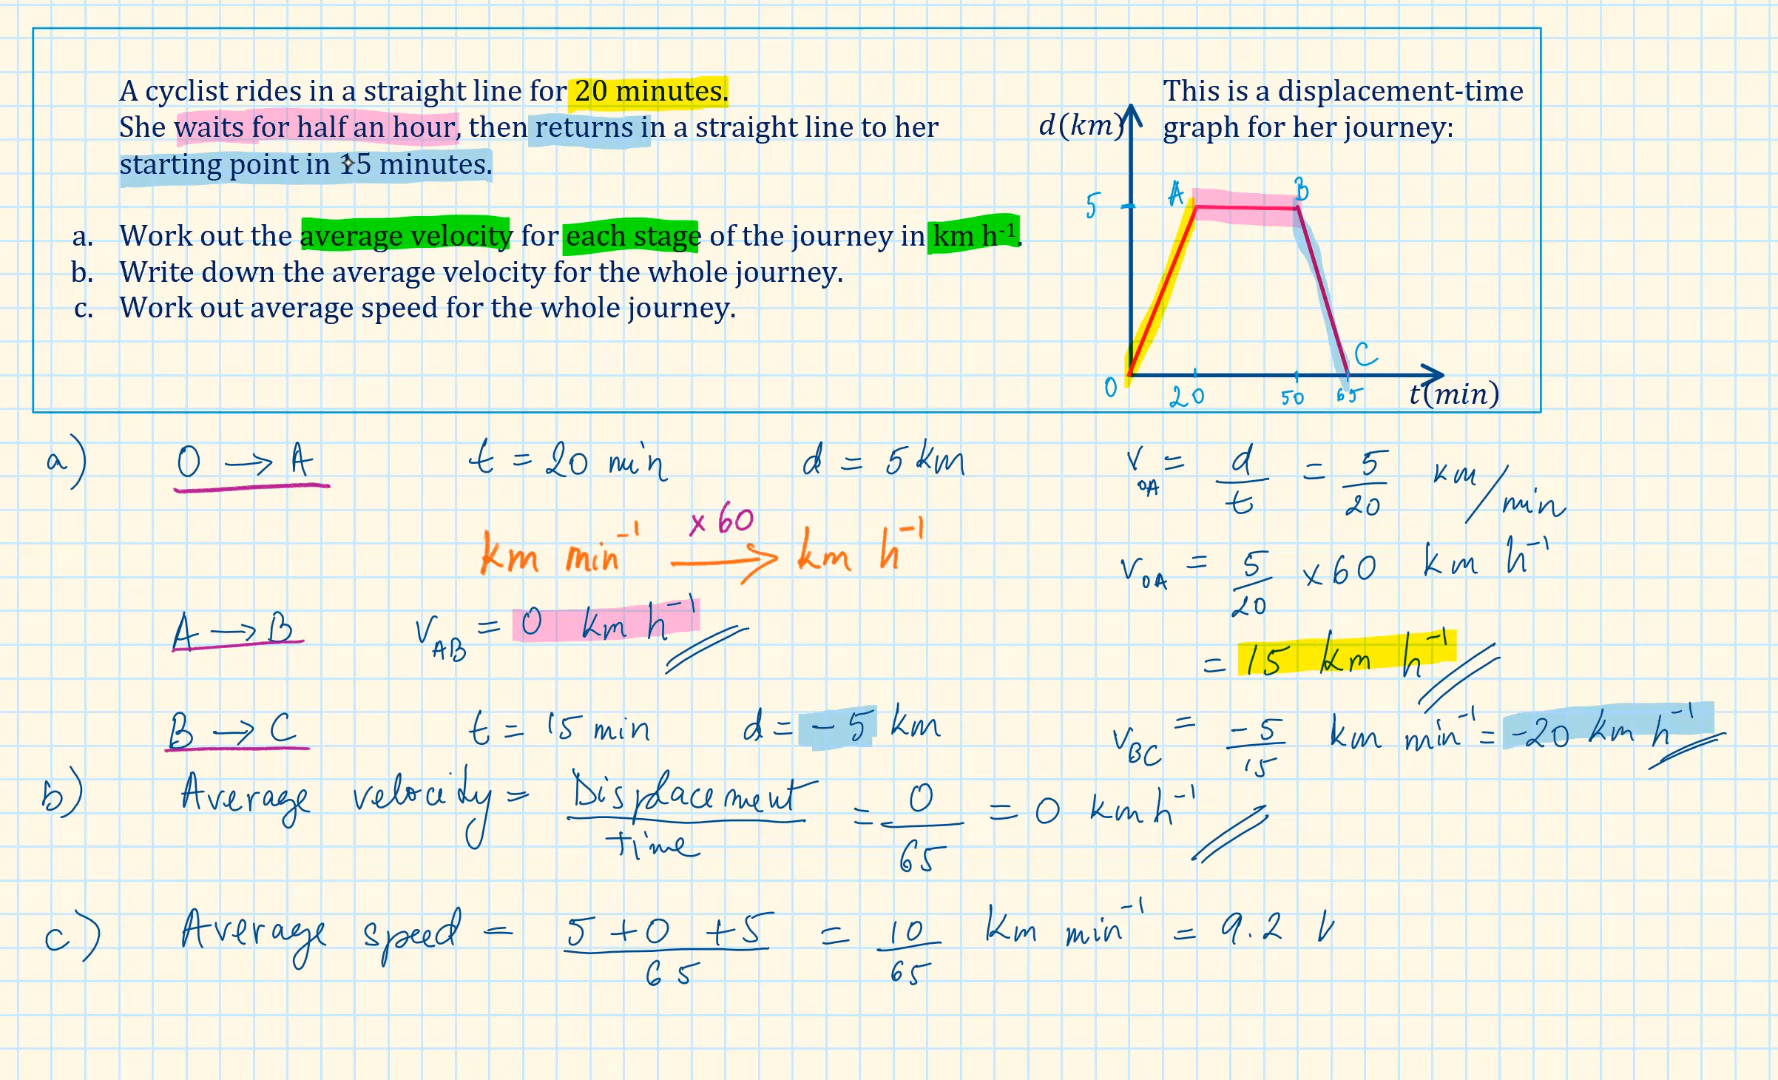 A cyclist rides in a straight line for 20 minutes.
She waits for half an hour, then returns in a straight line to her
starting point in 15 minutes.
a. Work out the average velocity for each stage of the journey in km h⁻¹.
b. Write down the average velocity for the whole journey.
c. Work out average speed for the whole journey.
This is a displacement-time
graph for her journey:
d(km)
5
A
B
C
0
20
50
65
t(min)
a) O → A t = 20 min d = 5 km v_OA = d/t = 5/20 km/min
km min⁻¹ ×60 → km h⁻¹
v_OA = 5/20 × 60 km h⁻¹
A → B v_AB = 0 km h⁻¹
= 15 km h⁻¹
B → C t = 15 min d = -5 km v_BC = -5/15 km min⁻¹ = -20 km h⁻¹
b) Average velocity = Displacement/time = 0/65 = 0 km h⁻¹
c) Average speed = 5+0+5/65 = 10/65 km min⁻¹ = 9.2